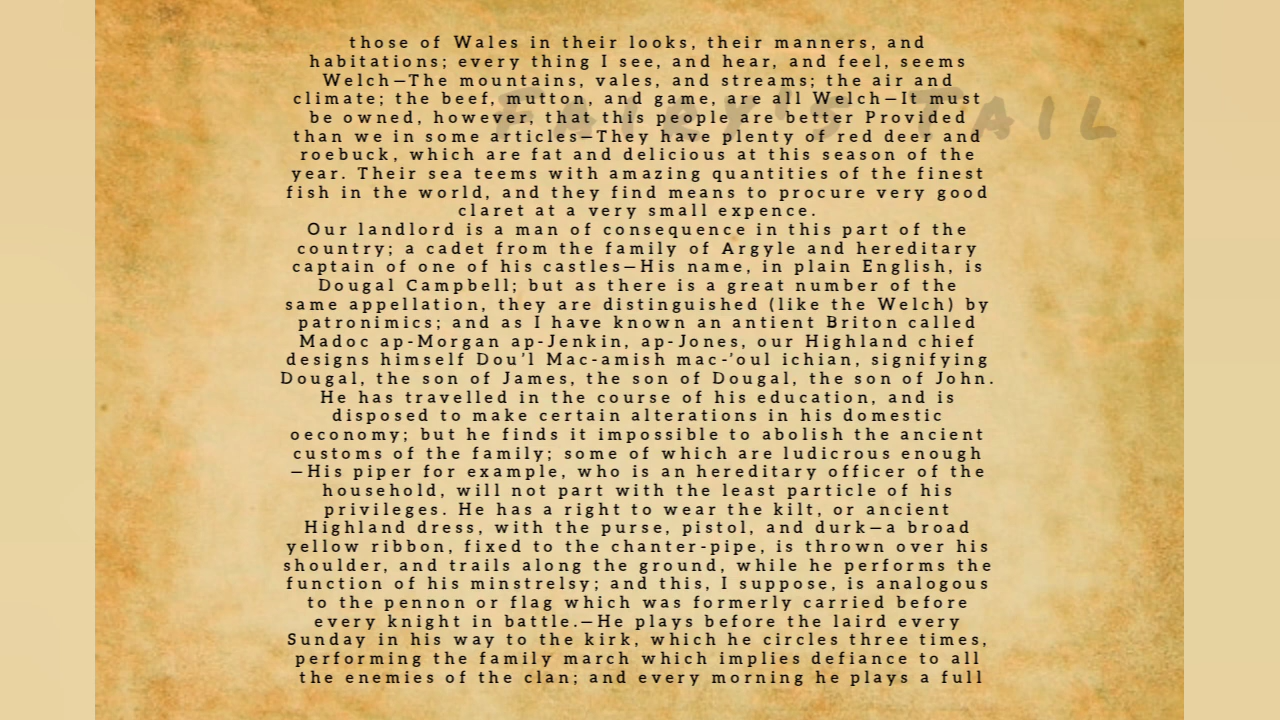 those of Wales in their looks, their manners, and
habitations; every thing I see, and hear, and feel, seems
Welch—The mountains, vales, and streams; the air and
climate; the beef, mutton, and game, are all Welch—It must
FAIRY'S TAIL
be owned, however, that this people are better Provided
than we in some articles—They have plenty of red deer and
roebuck, which are fat and delicious at this season of the
year. Their sea teems with amazing quantities of the finest
fish in the world, and they find means to procure very good
claret at a very small expence.
Our landlord is a man of consequence in this part of the
country; a cadet from the family of Argyle and hereditary
captain of one of his castles—His name, in plain English, is
Dougal Campbell; but as there is a great number of the
same appellation, they are distinguished (like the Welch) by
patronimics; and as I have known an antient Briton called
Madoc ap-Morgan ap-Jenkin, ap-Jones, our Highland chief
designs himself Dou'l Mac-amish mac-'oul ichian, signifying
Dougal, the son of James, the son of Dougal, the son of John.
He has travelled in the course of his education, and is
disposed to make certain alterations in his domestic
oeconomy; but he finds it impossible to abolish the ancient
customs of the family; some of which are ludicrous enough
—His piper for example, who is an hereditary officer of the
household, will not part with the least particle of his
privileges. He has a right to wear the kilt, or ancient
Highland dress, with the purse, pistol, and durk—a broad
yellow ribbon, fixed to the chanter-pipe, is thrown over his
shoulder, and trails along the ground, while he performs the
function of his minstrelsy; and this, I suppose, is analogous
to the pennon or flag which was formerly carried before
every knight in battle.—He plays before the laird every
Sunday in his way to the kirk, which he circles three times,
performing the family march which implies defiance to all
the enemies of the clan; and every morning he plays a full